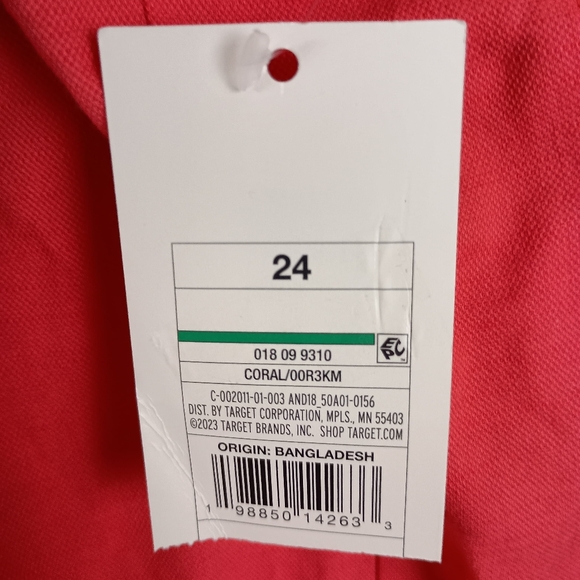 24
EPC
018 09 9310
CORAL/00R3KM
C-002011-01-003 AND18_50A01-0156
DIST. BY TARGET CORPORATION, MPLS., MN 55403
©2023 TARGET BRANDS, INC. SHOP TARGET.COM
ORIGIN: BANGLADESH
1 98850 14263 3